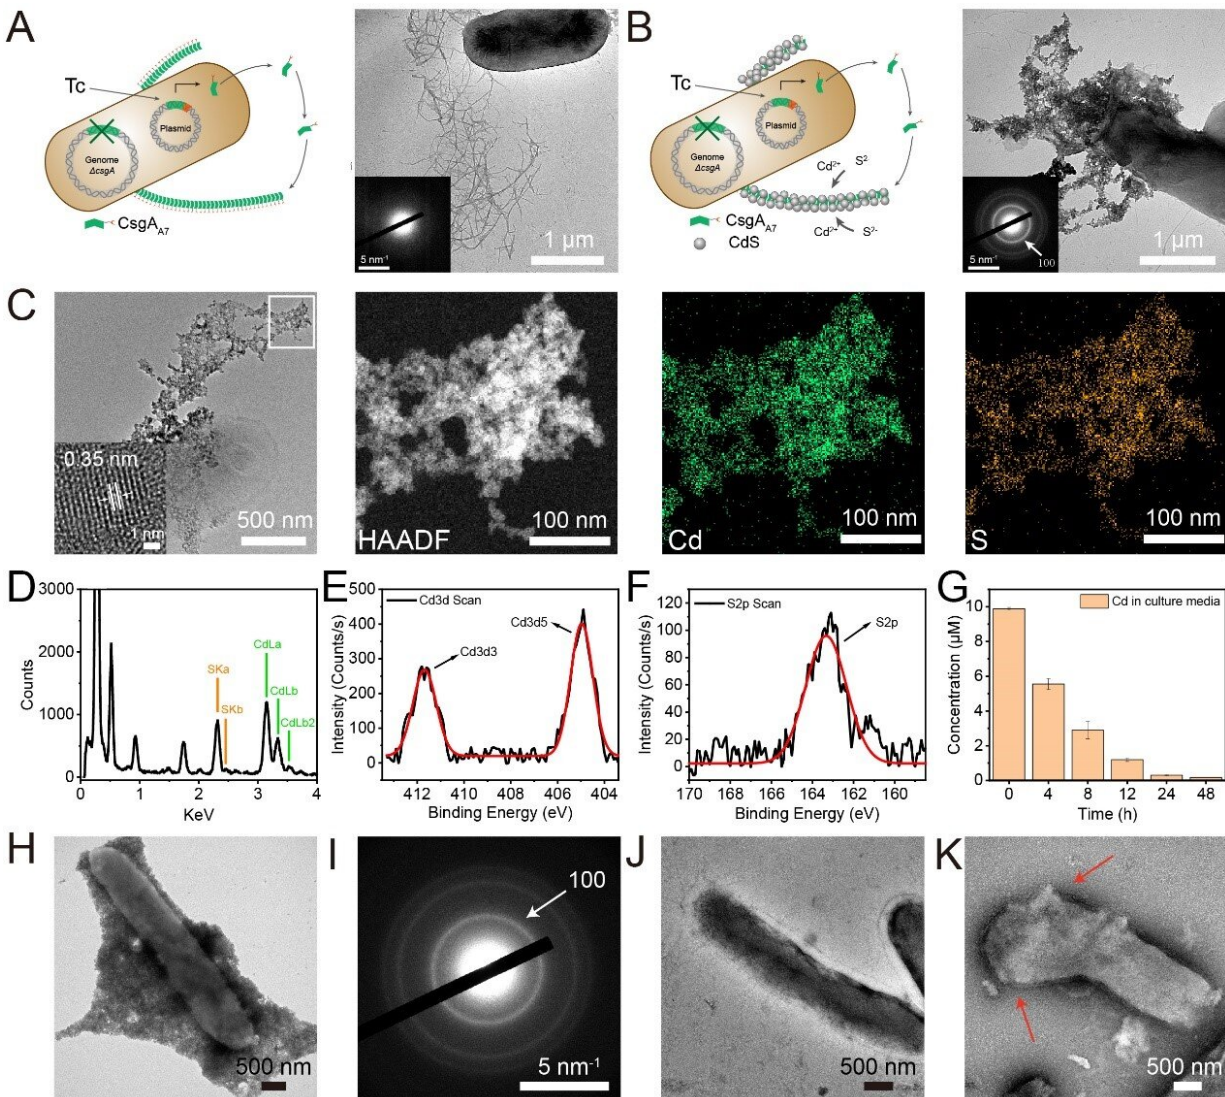 A
Tc
Plasmid
Genome
ΔcsgA
CsgA_A7
5 nm⁻¹
1 μm
B
Tc
Plasmid
Genome
ΔcsgA
Cd²⁺
S²⁻
Cd²⁺
S²⁻
CsgA_A7
CdS
5 nm⁻¹
100
1 μm
C
0.35 nm
1 nm
500 nm
HAADF
100 nm
Cd
100 nm
S
100 nm
D
3000
2000
1000
0
Counts
SKa
SKb
CdLa
CdLb
CdLb2
0 1 2 3 4
KeV
E
500
400
300
200
100
0
Intensity (Counts/s)
Cd3d Scan
Cd3d5
Cd3d3
412 410 408 406 404
Binding Energy (eV)
F
120
100
80
60
40
20
0
Intensity (Counts/s)
S2p Scan
S2p
170 168 166 164 162 160
Binding Energy (eV)
G
10
8
6
4
2
0
Concentration (μM)
Cd in culture media
0 4 8 12 24 48
Time (h)
H
500 nm
I
100
5 nm⁻¹
J
500 nm
K
500 nm